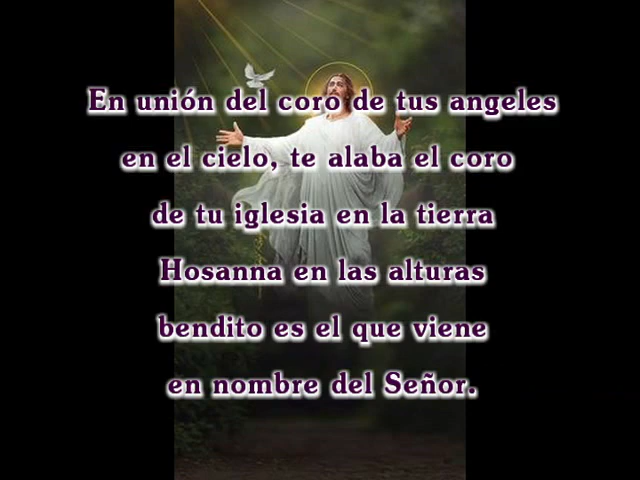 En unión del coro de tus angeles
en el cielo, te alaba el coro
de tu iglesia en la tierra
Hosanna en las alturas
bendito es el que viene
en nombre del Señor.